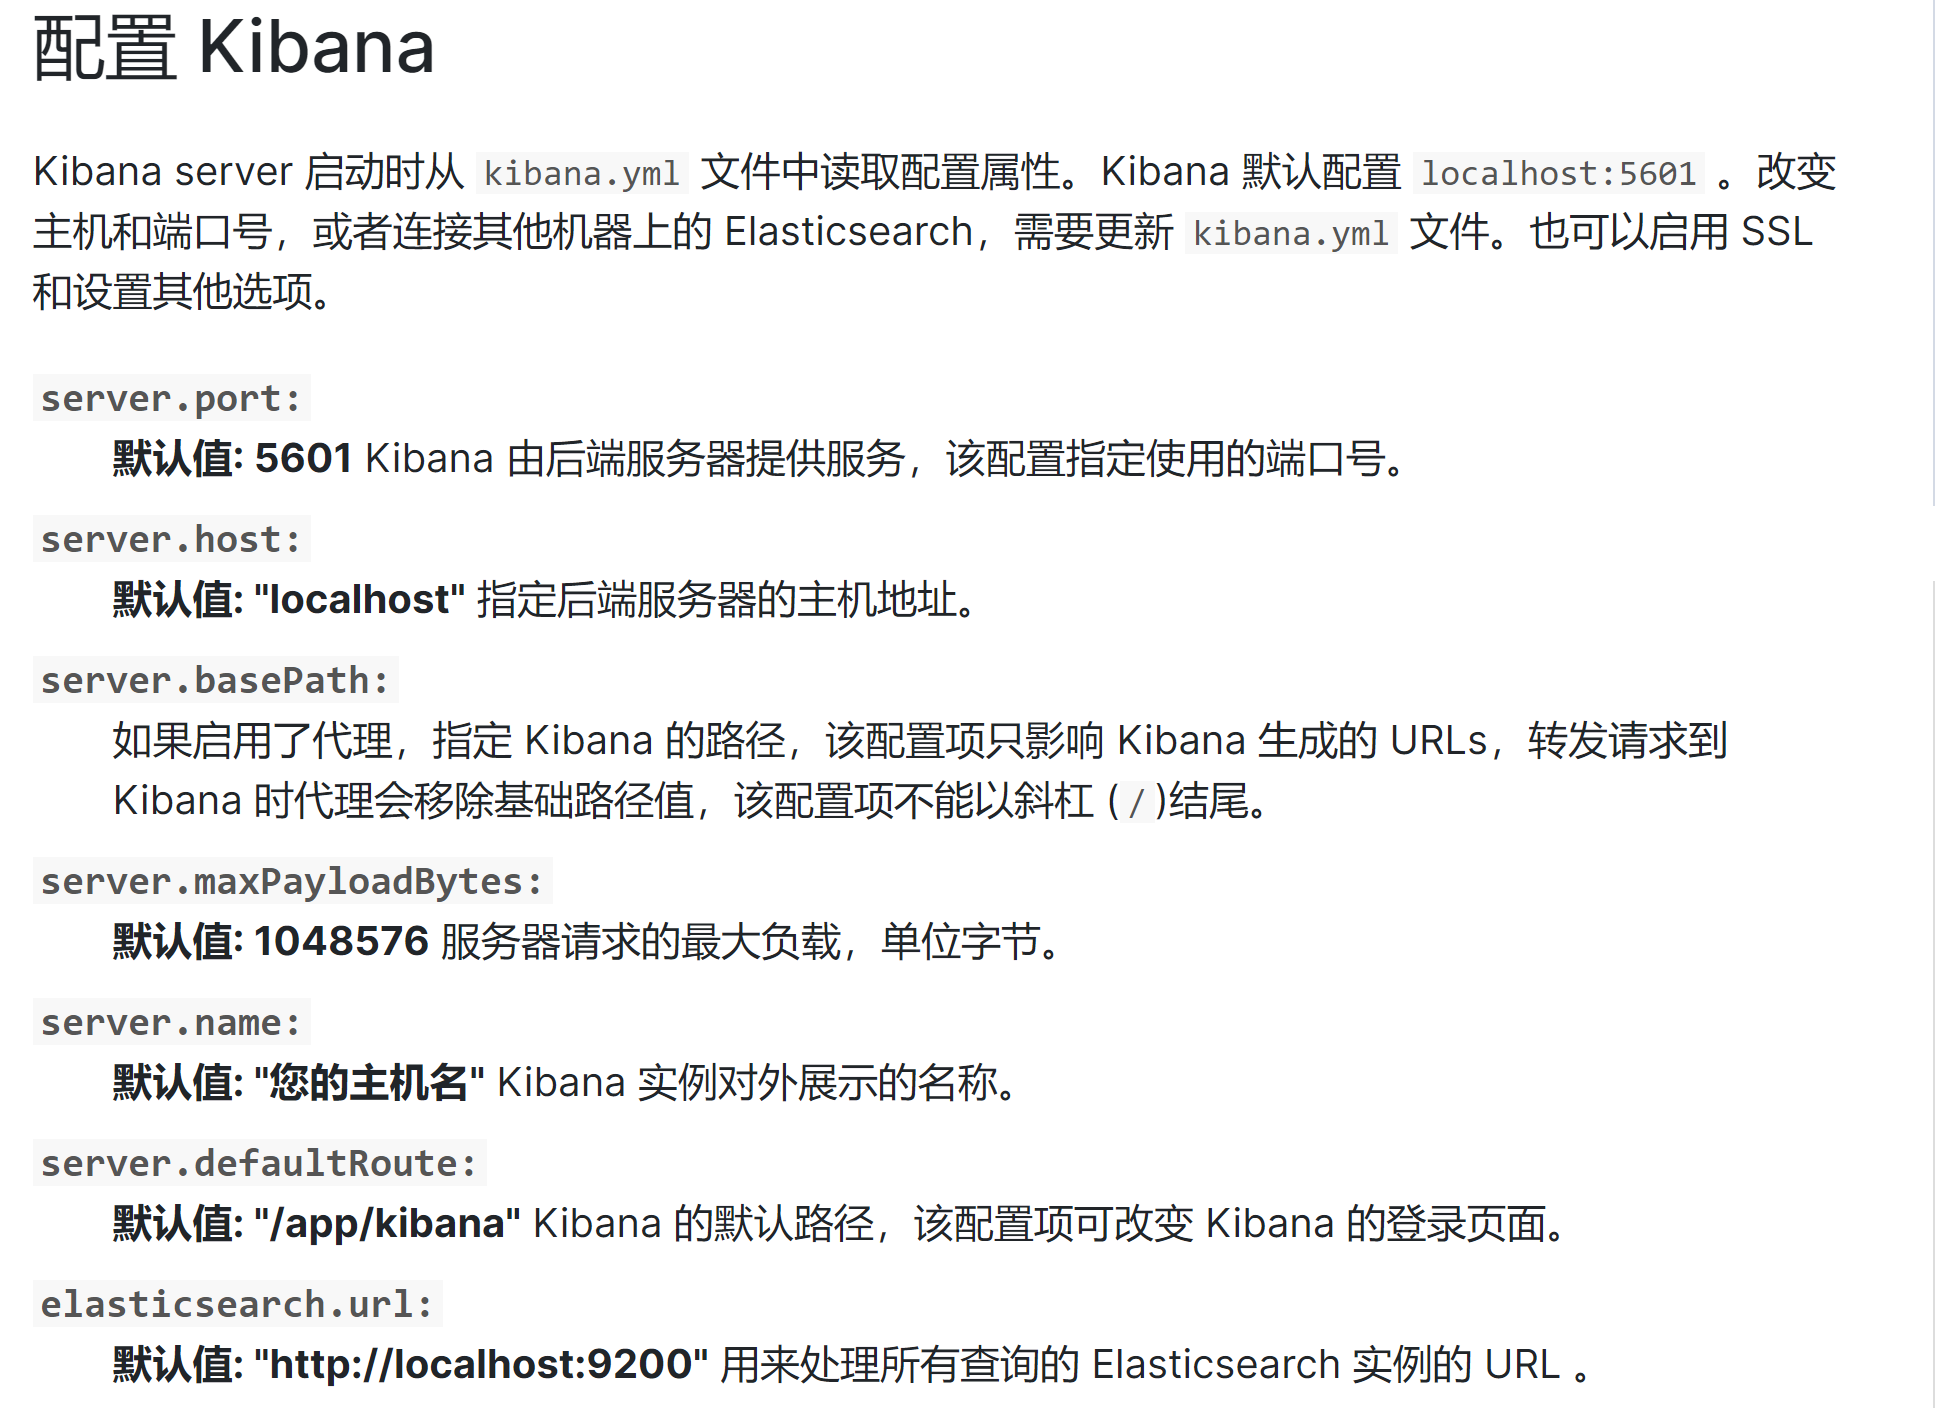 配置 Kibana
Kibana server 启动时从 kibana.yml 文件中读取配置属性。Kibana 默认配置 localhost:5601 。改变
主机和端口号，或者连接其他机器上的 Elasticsearch，需要更新 kibana.yml 文件。也可以启用 SSL
和设置其他选项。
server.port:
默认值: 5601 Kibana 由后端服务器提供服务，该配置指定使用的端口号。
server.host:
默认值: "localhost" 指定后端服务器的主机地址。
server.basePath:
如果启用了代理，指定 Kibana 的路径，该配置项只影响 Kibana 生成的 URLs，转发请求到
Kibana 时代理会移除基础路径值，该配置项不能以斜杠 (/)结尾。
server.maxPayloadBytes:
默认值: 1048576 服务器请求的最大负载，单位字节。
server.name:
默认值: "您的主机名" Kibana 实例对外展示的名称。
server.defaultRoute:
默认值: "/app/kibana" Kibana 的默认路径，该配置项可改变 Kibana 的登录页面。
elasticsearch.url:
默认值: "http://localhost:9200" 用来处理所有查询的 Elasticsearch 实例的 URL 。